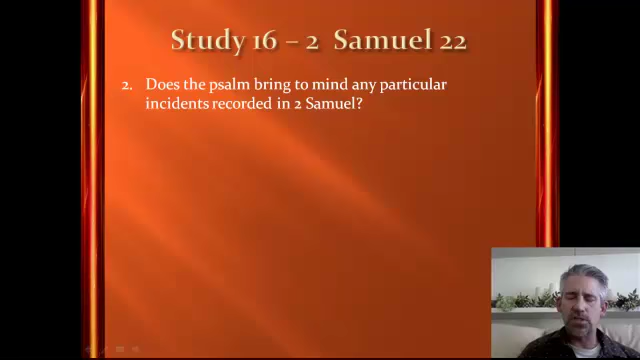 Study 16 – 2 Samuel 22
2. Does the psalm bring to mind any particular
incidents recorded in 2 Samuel?